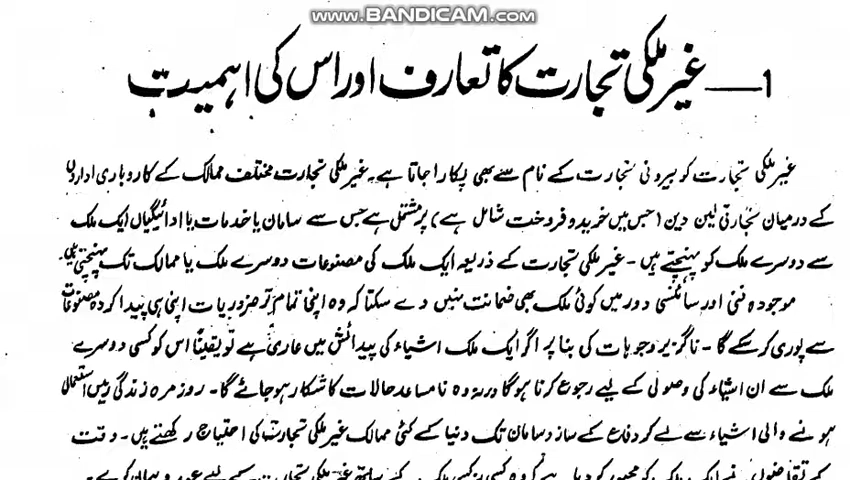 WWW.BANDICAM.COM
1— غیر ملکی تجارت کا تعارف اور اس کی اہمیت
غیر ملکی تجارت کو بیرونی تجارت کے نام سے بھی پکارا جاتا ہے۔ غیر ملکی تجارت مختلف ممالک کے کاروباری اداروں
کے درمیان تجارتی لین دین (جس میں خرید و فروخت شامل ہے) پر مشتمل ہے جس سے سامان یا خدمات یا ادائیگیاں ایک ملک
سے دوسرے ملک کو پہنچتے ہیں۔ غیر ملکی تجارت کے ذریعہ ایک ملک کی مصنوعات دوسرے ملک یا ممالک تک پہنچتی ہیں۔
موجودہ فنی اور سائنسی دور میں کوئی ملک بھی ضمانت نہیں دے سکتا کہ وہ اپنی تمام تر ضروریات اپنی ہی پیدا کردہ مصنوعات
سے پوری کر سکے گا۔ ناگزیر وجوہات کی بنا پر اگر ایک ملک اشیاء کی پیدائش میں عاری ہے تو یقیناً اس کو کسی دوسرے
ملک سے ان اشیاء کی وصولی کے لیے رجوع کرنا ہوگا ورنہ وہ نامساعد حالات کا شکار ہو جائے گا۔ روزمرہ زندگی میں استعمال
ہونے والی اشیاء سے لے کر دفاع کے ساز و سامان تک دنیا کے کئی ممالک غیر ملکی تجارت کی احتیاج رکھتے ہیں۔ وقت